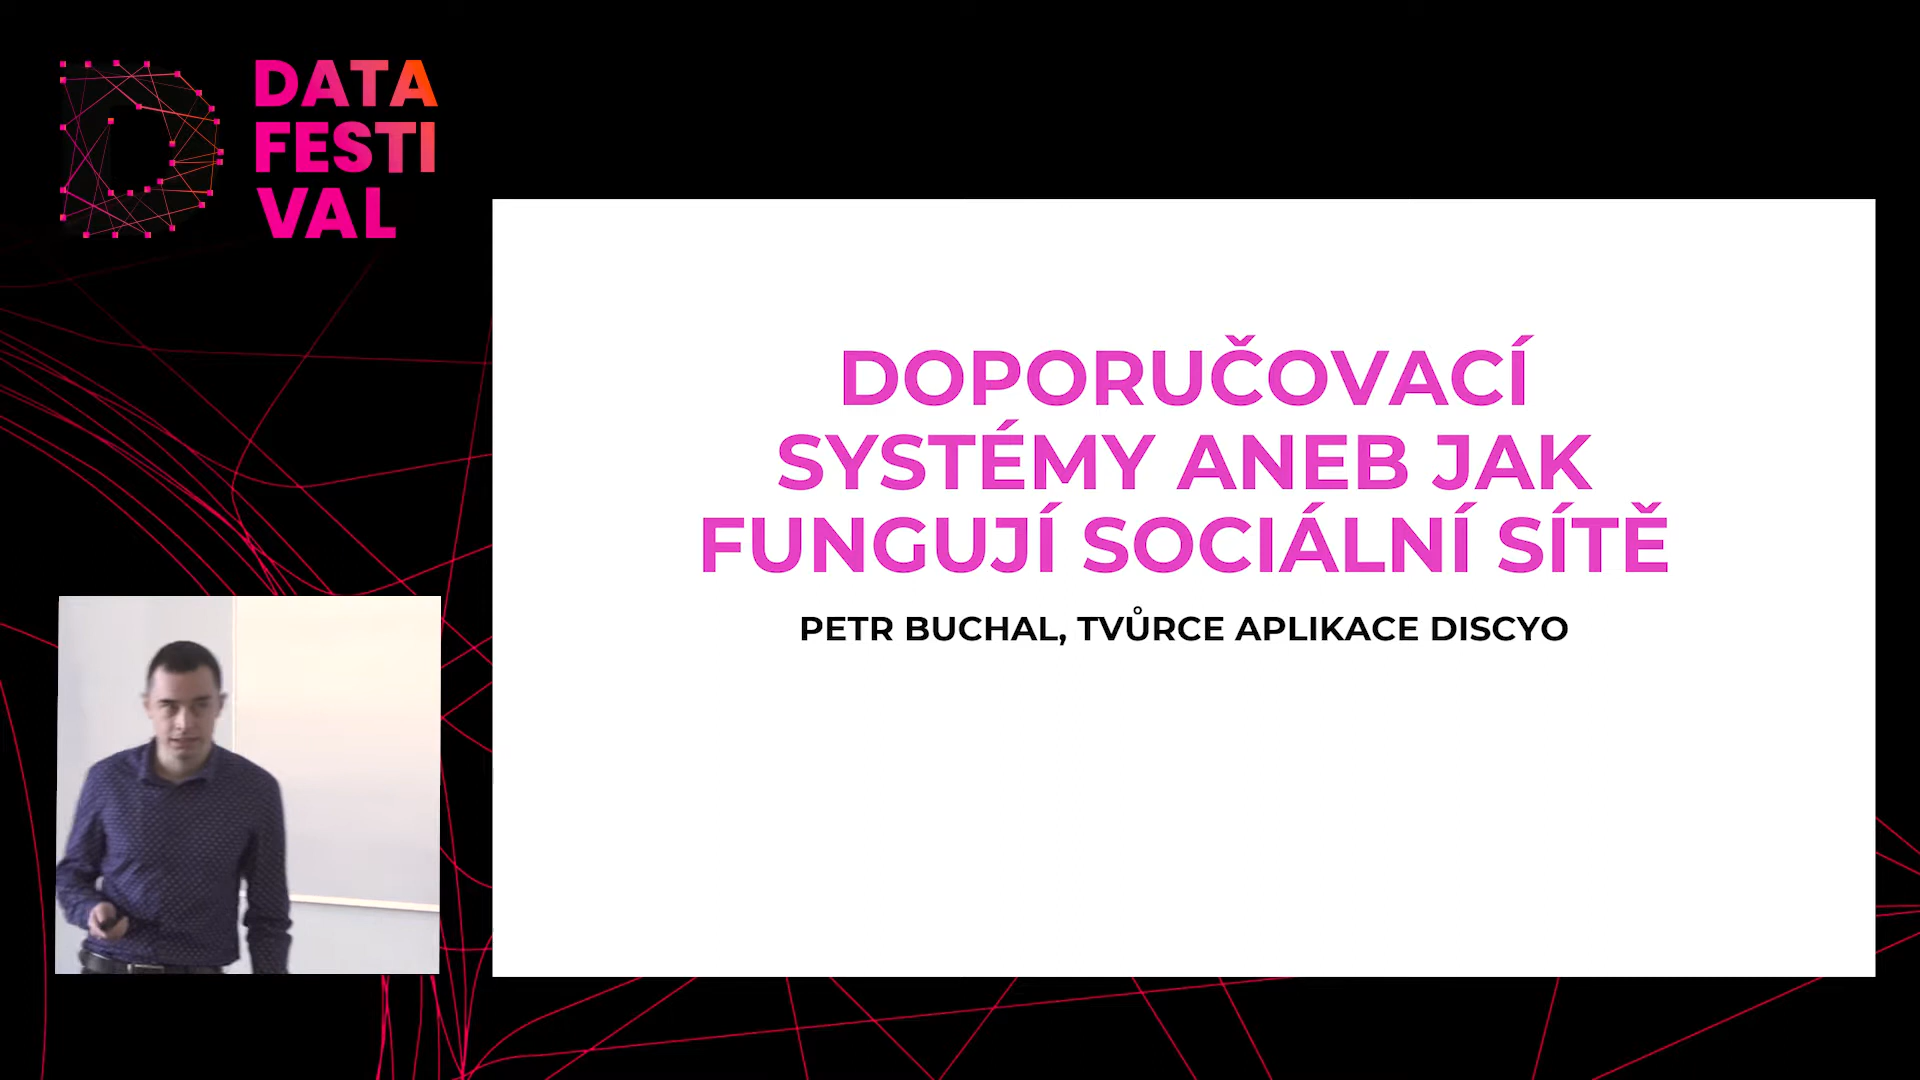 DATA
FESTI
VAL
DOPORUČOVACÍ
SYSTÉMY ANEB JAK
FUNGUJÍ SOCIÁLNÍ SÍTĚ
PETR BUCHAL, TVŮRCE APLIKACE DISCYO